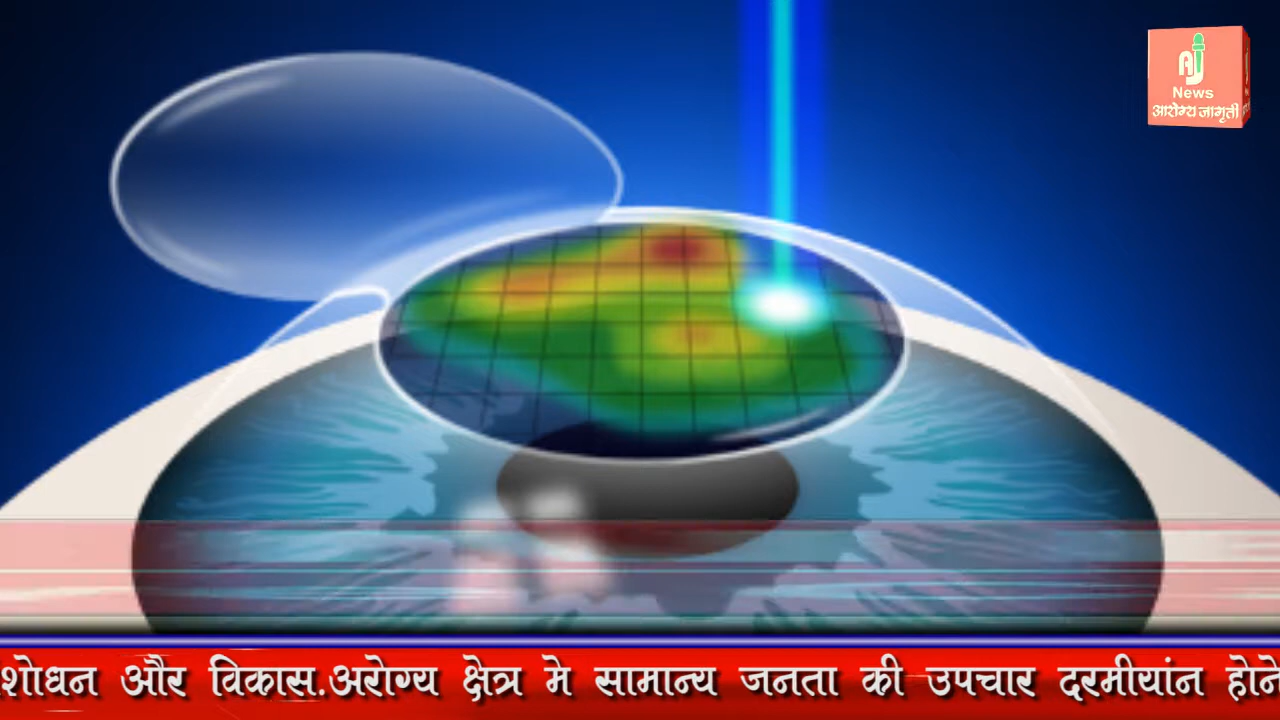 AJ
News
आरोग्य जागृती
शोधन और विकास.अरोग्य क्षेत्र मे सामान्य जनता की उपचार दरमीयांन होने